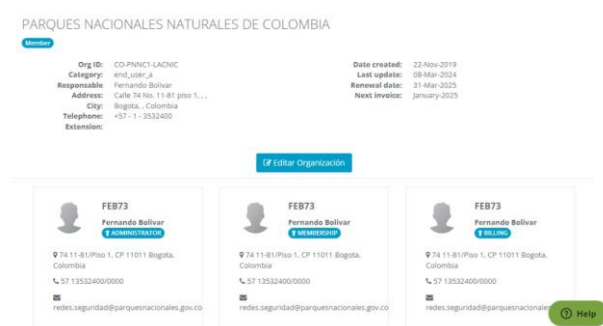 PARQUES NACIONALES NATURALES DE COLOMBIA
Member
Org ID: CO-PNNC1-LACNIC
Category: end_user_a
Responsable Fernando Bolivar
Address: Calle 74 No. 11-81 piso 1, , ,
City: Bogota, , Colombia
Telephone: +57 - 1 - 3532400
Extension:
Date created: 22-Nov-2019
Last update: 08-Mar-2024
Renewal date: 31-Mar-2025
Next invoice: January-2025
Editar Organización
FEB73
Fernando Bolivar
ADMINISTRATOR
74 11-81/Piso 1, CP 11011 Bogota,
Colombia
57 13532400/0000
redes.seguridad@parquesnacionales.gov.co
FEB73
Fernando Bolivar
MEMBERSHIP
74 11-81/Piso 1, CP 11011 Bogota,
Colombia
57 13532400/0000
redes.seguridad@parquesnacionales.gov.co
FEB73
Fernando Bolivar
BILLING
74 11-81/Piso 1, CP 11011 Bogota,
Colombia
57 13532400/0000
redes.seguridad@parquesnacionales
Help